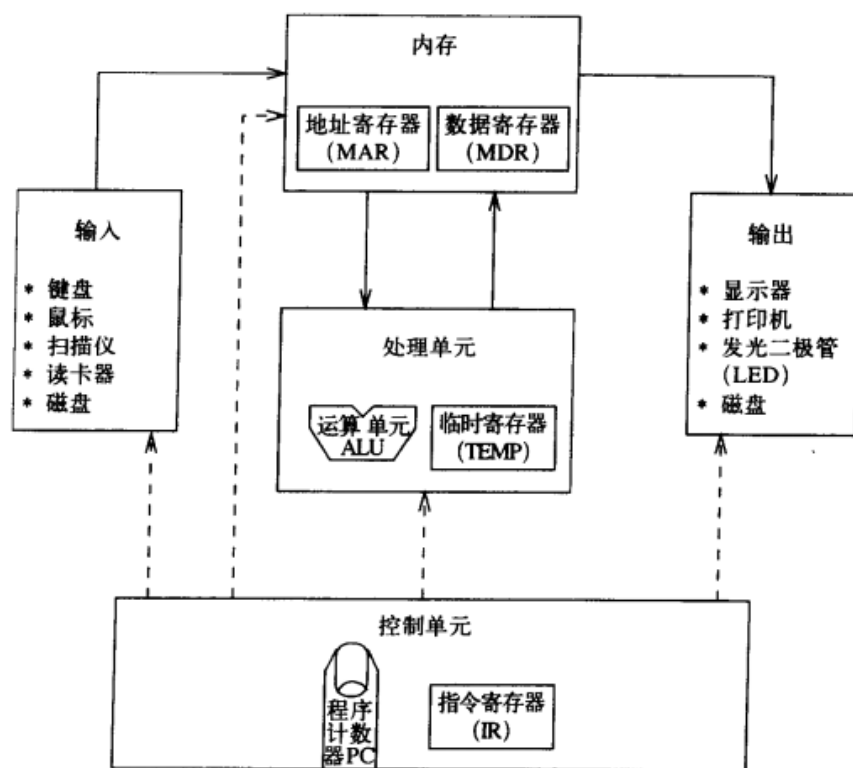 内存
地址寄存器
(MAR)
数据寄存器
(MDR)
输入
* 键盘
* 鼠标
* 扫描仪
* 读卡器
* 磁盘
处理单元
运算单元
ALU
临时寄存器
(TEMP)
输出
* 显示器
* 打印机
* 发光二极管
(LED)
* 磁盘
控制单元
程序
计数
器PC
指令寄存器
(IR)